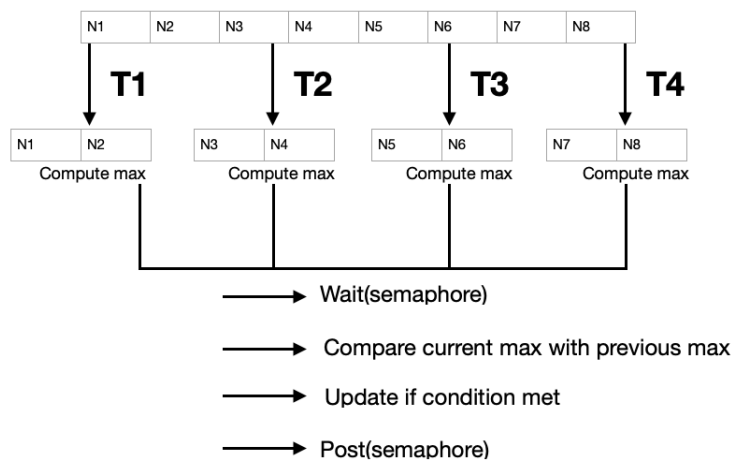 N1 N2 N3 N4 N5 N6 N7 N8
T1 T2 T3 T4
N1 N2 N3 N4 N5 N6 N7 N8
Compute max Compute max Compute max Compute max
Wait(semaphore)
Compare current max with previous max
Update if condition met
Post(semaphore)